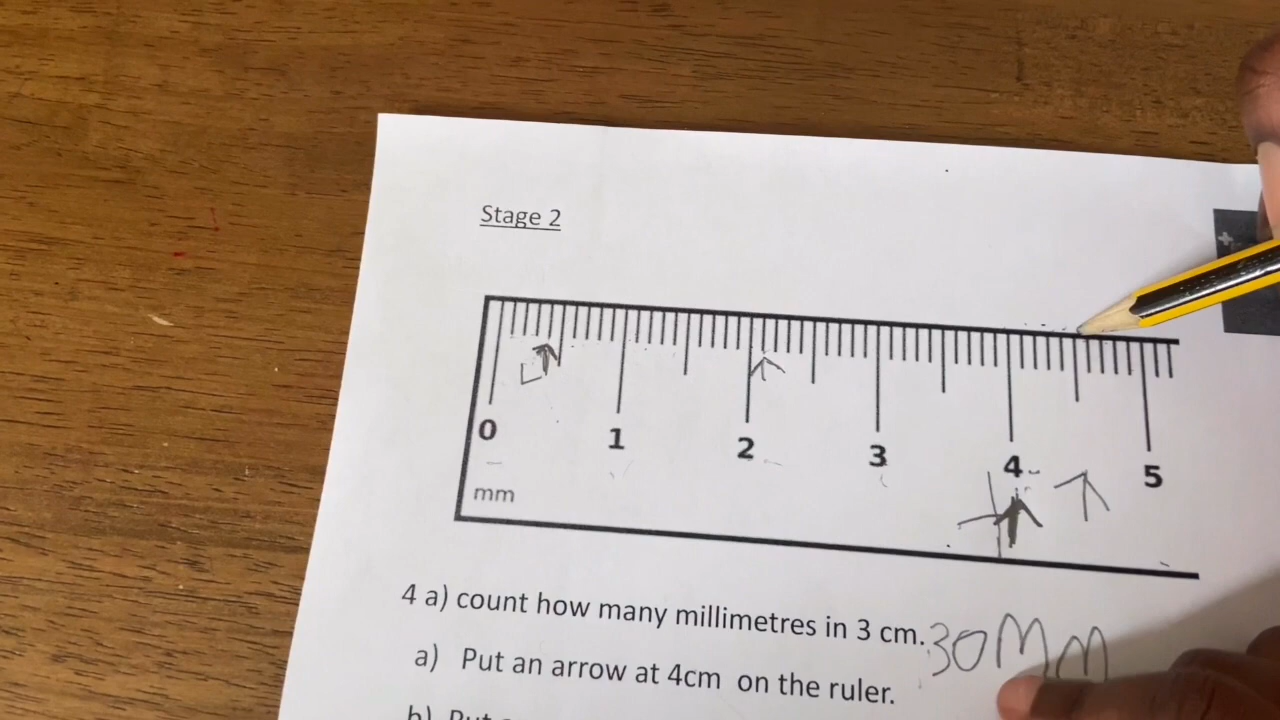 Stage 2
0 1 2 3 4 5
mm
4 a) count how many millimetres in 3 cm. 30MM
a) Put an arrow at 4cm on the ruler.
b)